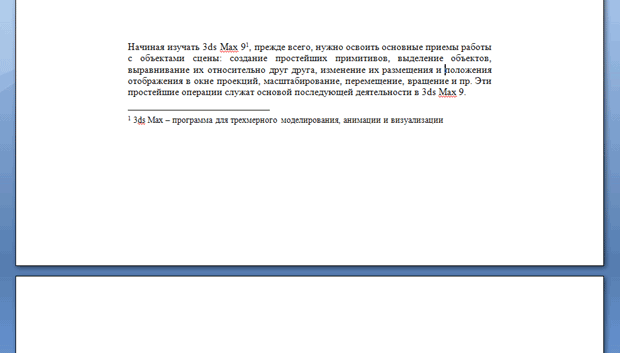 Начиная изучать 3ds Max 9¹, прежде всего, нужно освоить основные приемы работы
с объектами сцены: создание простейших примитивов, выделение объектов,
выравнивание их относительно друг друга, изменение их размещения и положения
отображения в окне проекций, масштабирование, перемещение, вращение и пр. Эти
простейшие операции служат основой последующей деятельности в 3ds Max 9.
¹ 3ds Max – программа для трехмерного моделирования, анимации и визуализации